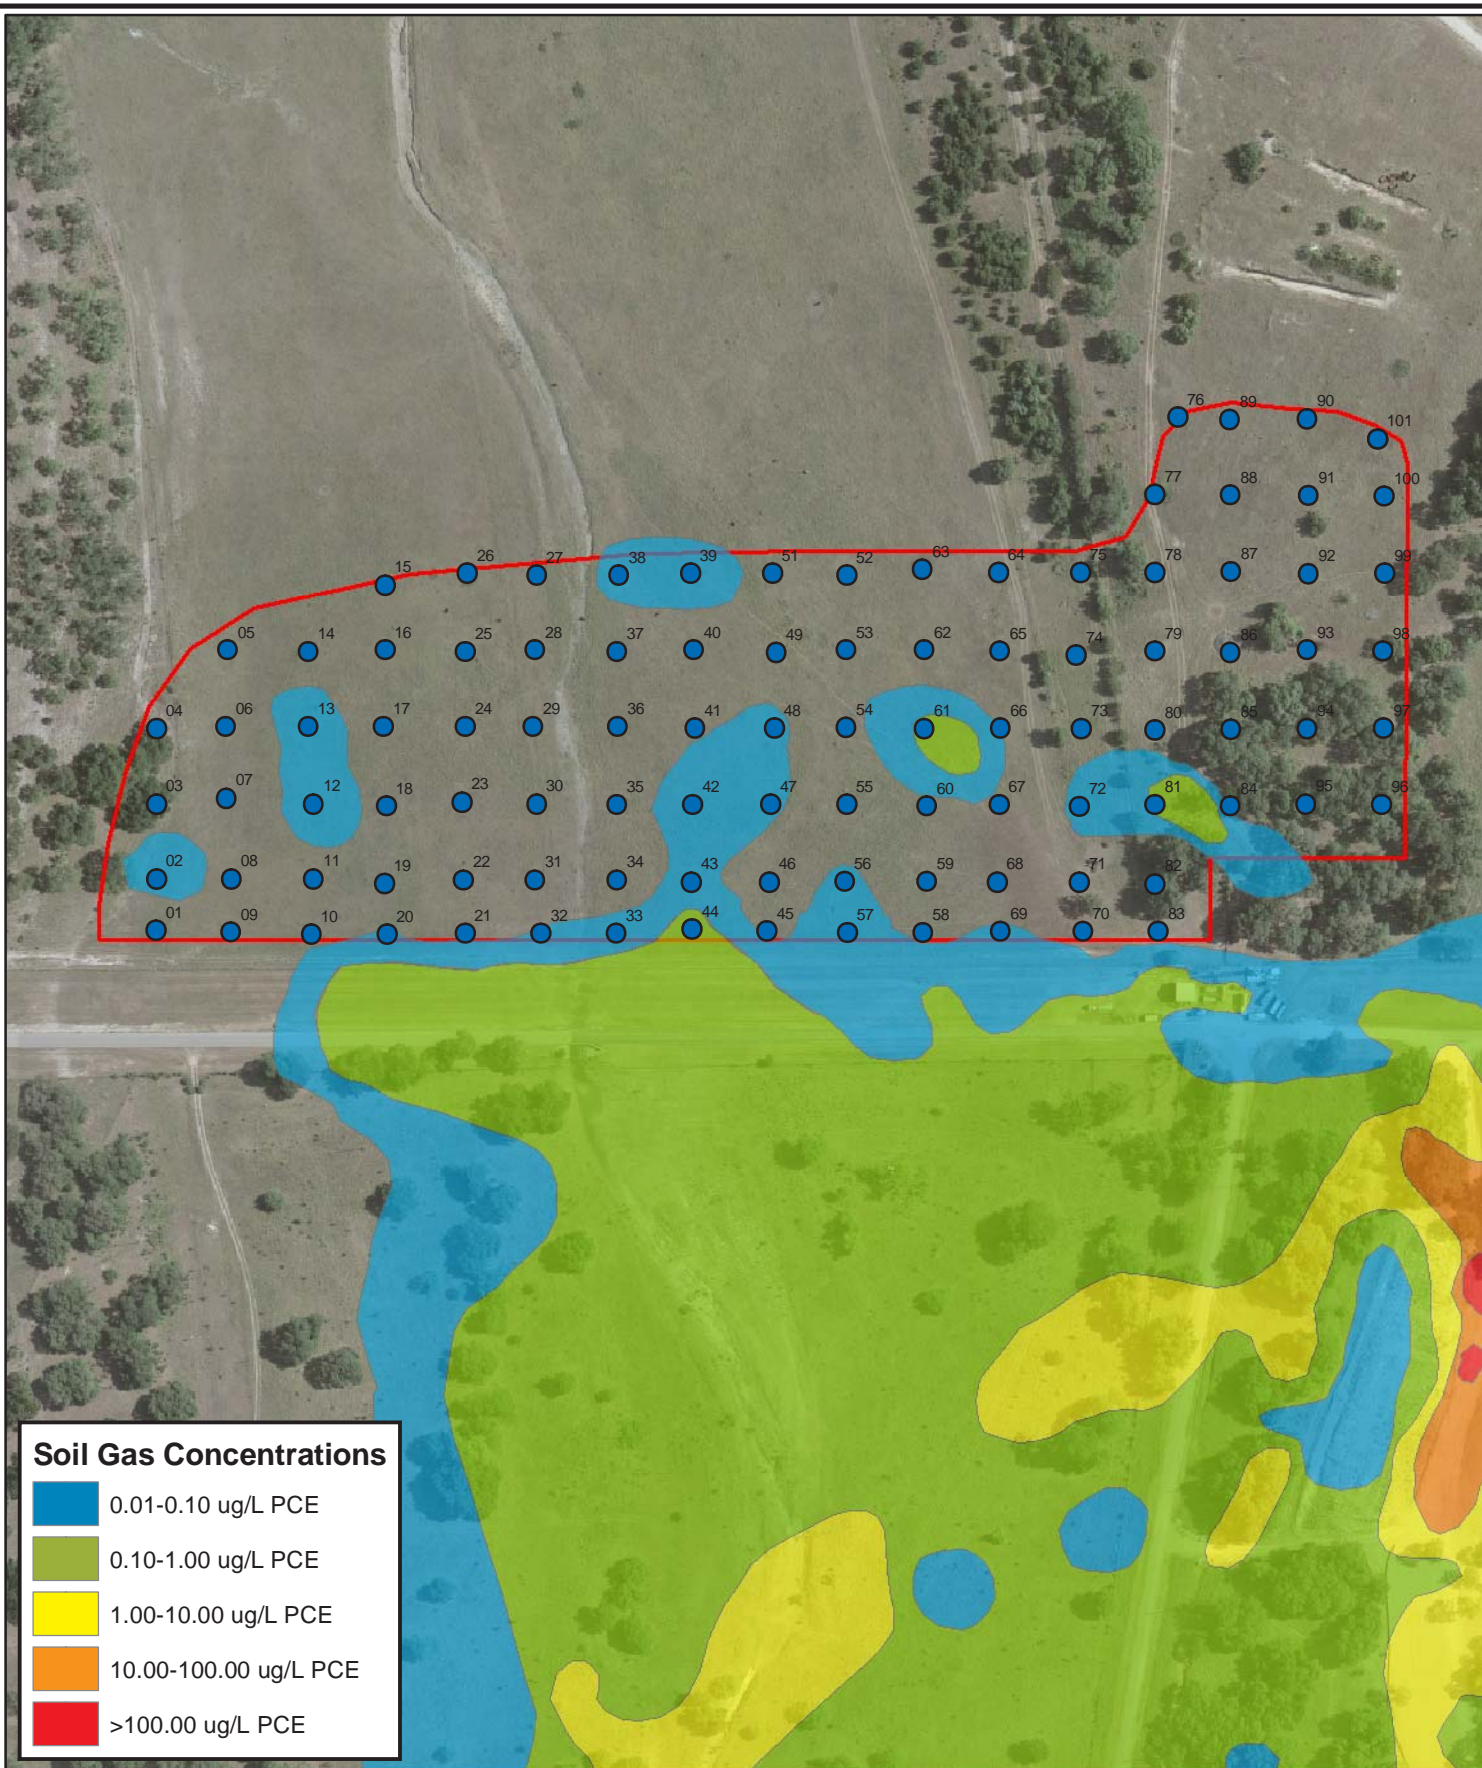 76 89 90 101
77 88 91 100
15 26 27 38 39 51 52 63 64 75 78 87 92 99
05 14 16 25 28 37 40 49 53 62 65 74 79 86 93 98
04 06 13 17 24 29 36 41 48 54 61 66 73 80 85 94 97
03 07 12 18 23 30 35 42 47 55 60 67 72 81 84 95 96
02 08 11 19 22 31 34 43 46 56 59 68 71 82
01 09 10 20 21 32 33 44 45 57 58 69 70 83
Soil Gas Concentrations
0.01-0.10 ug/L PCE
0.10-1.00 ug/L PCE
1.00-10.00 ug/L PCE
10.00-100.00 ug/L PCE
>100.00 ug/L PCE